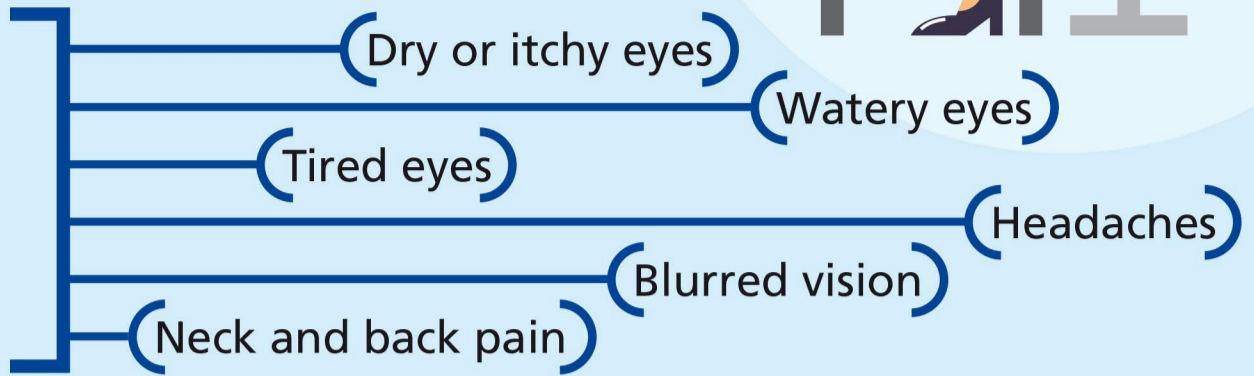 Dry or itchy eyes
Watery eyes
Tired eyes
Headaches
Blurred vision
Neck and back pain